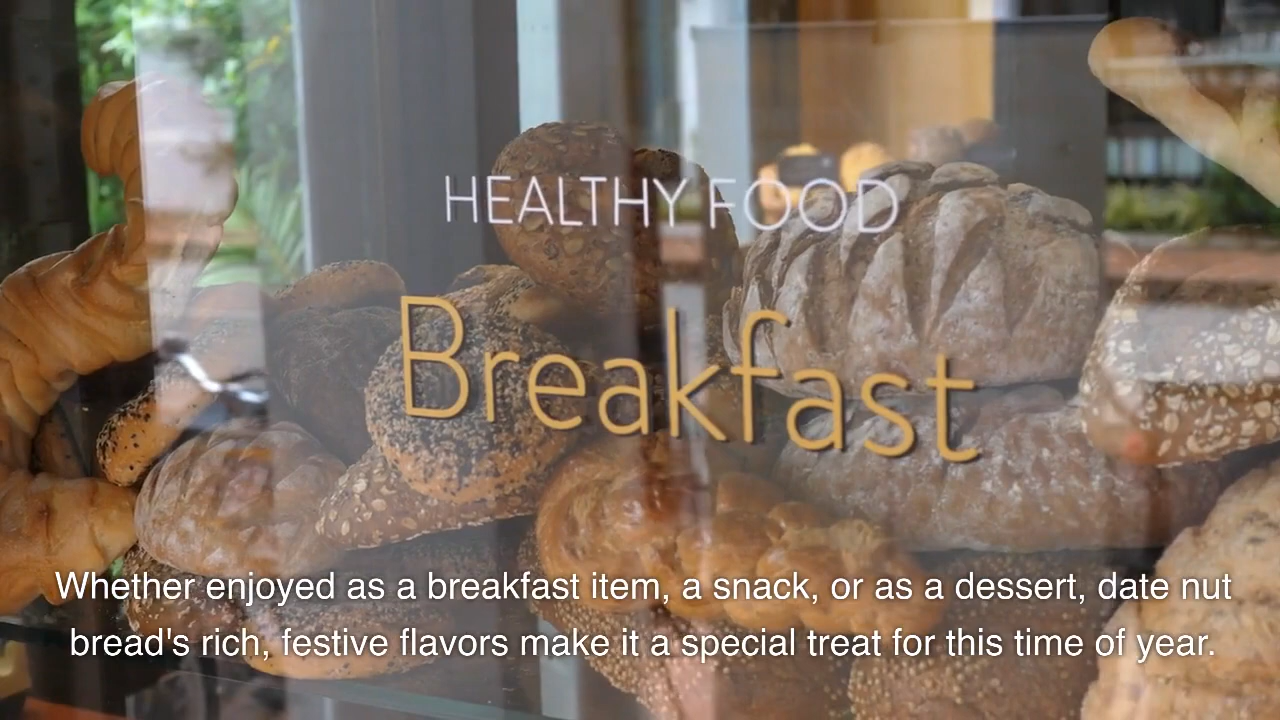 HEALTHY FOOD
Breakfast
Whether enjoyed as a breakfast item, a snack, or as a dessert, date nut
bread's rich, festive flavors make it a special treat for this time of year.